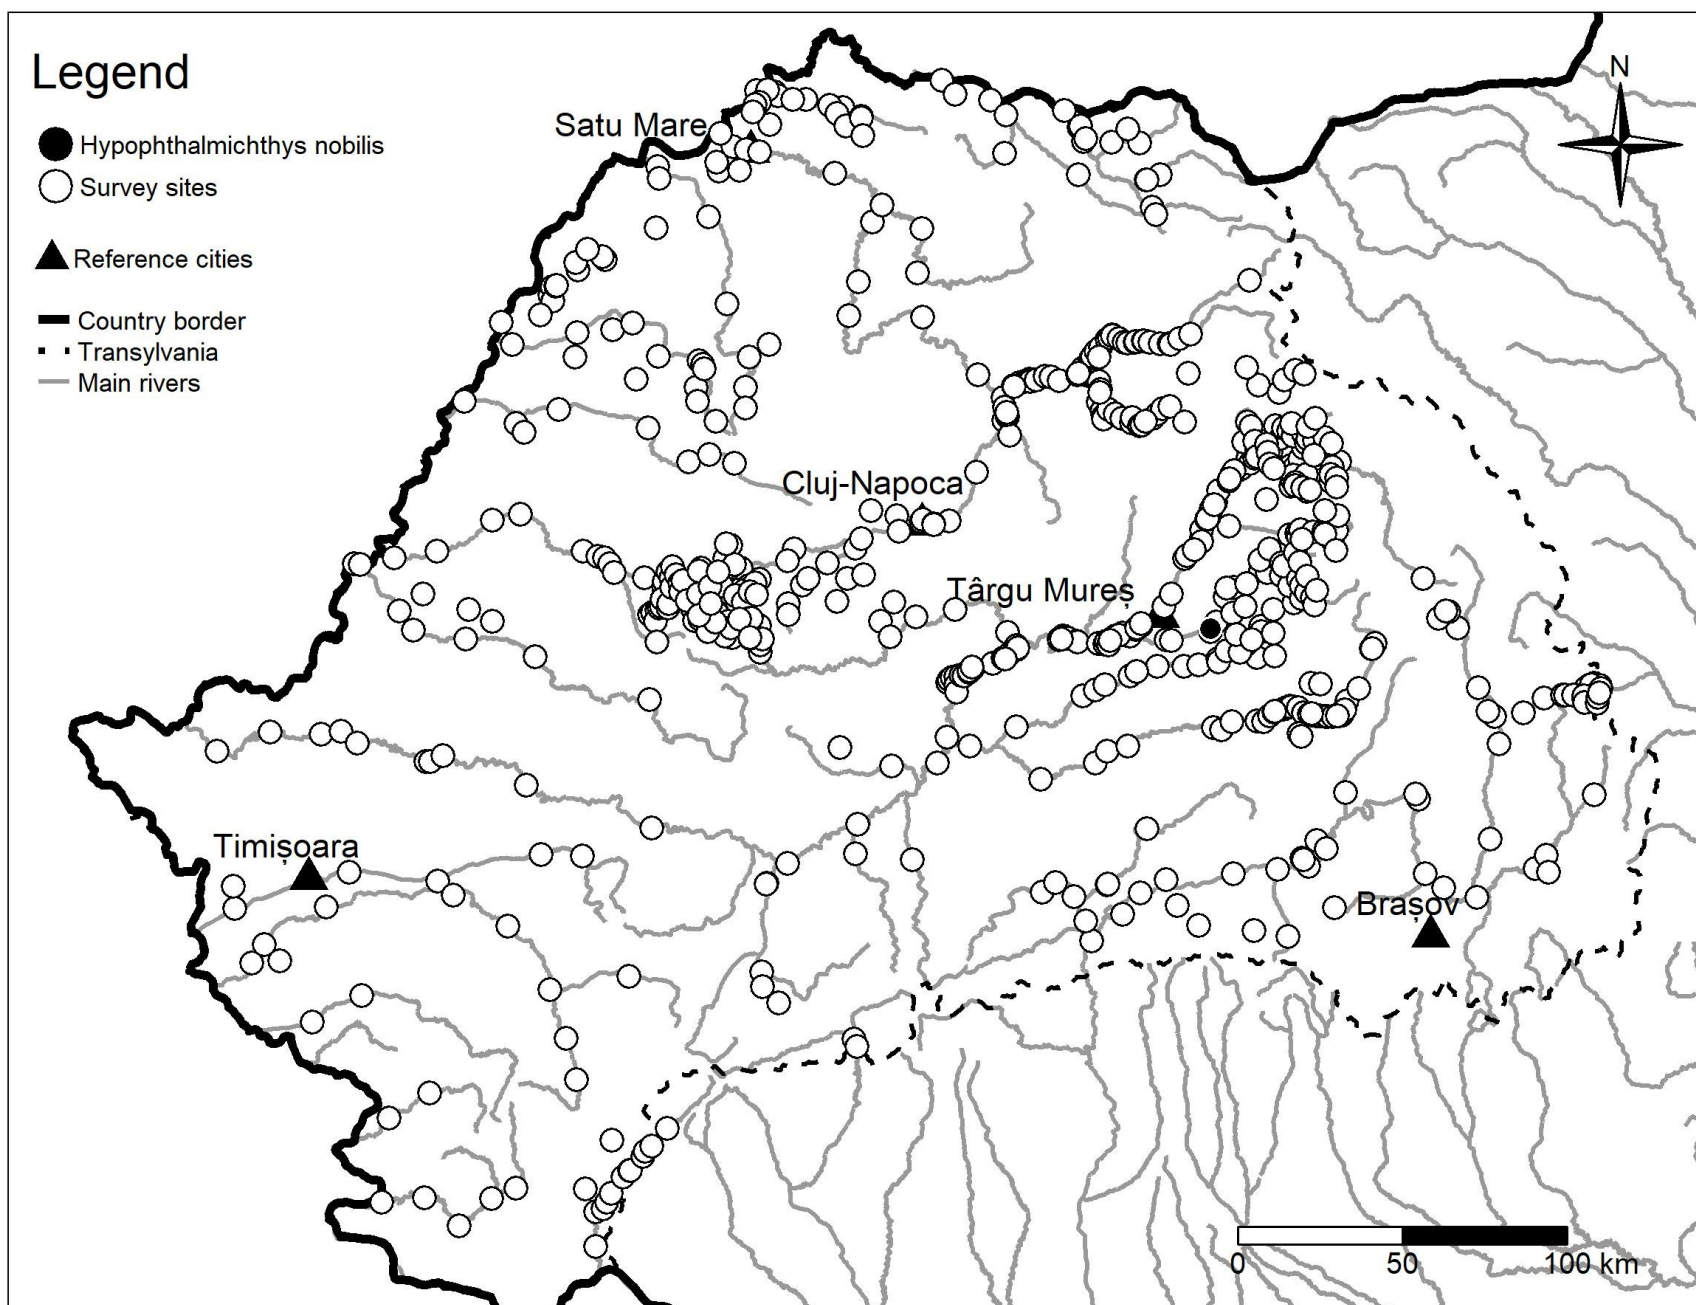 Legend
Hypophthalmichthys nobilis
Survey sites
Reference cities
Country border
Transylvania
Main rivers
N
Satu Mare
Cluj-Napoca
Târgu Mureș
Timișoara
Brașov
0 50 100 km